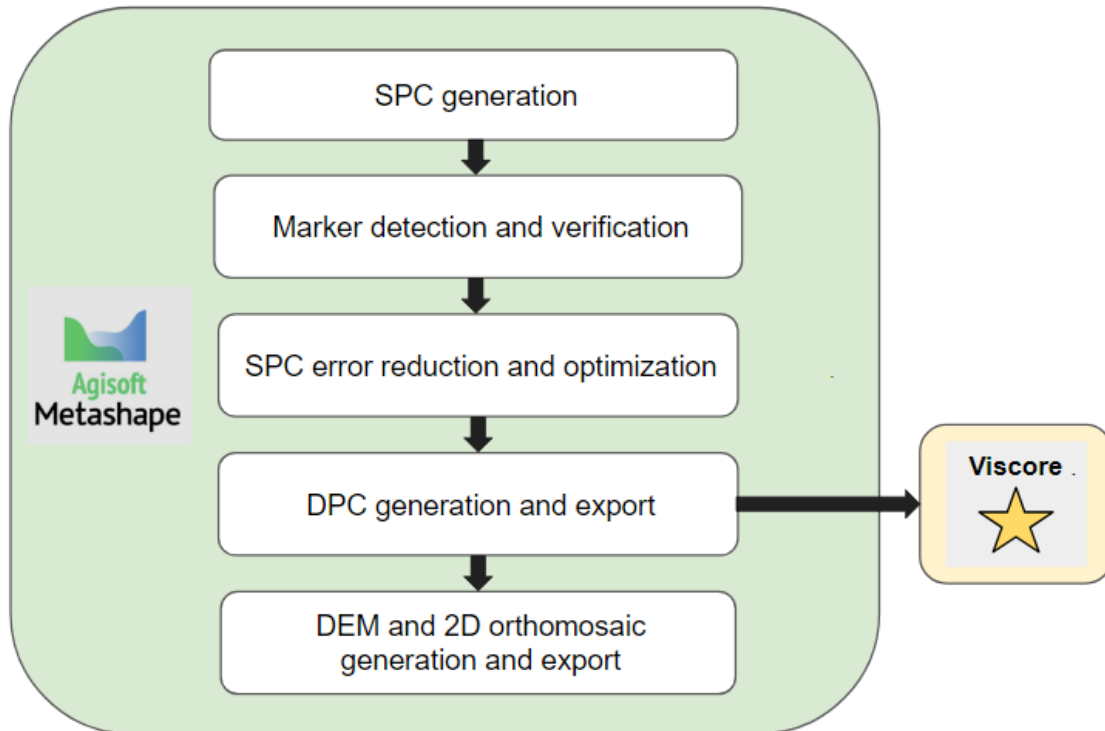 SPC generation
Marker detection and verification
SPC error reduction and optimization
Agisoft
Metashape
DPC generation and export
Viscore
DEM and 2D orthomosaic
generation and export